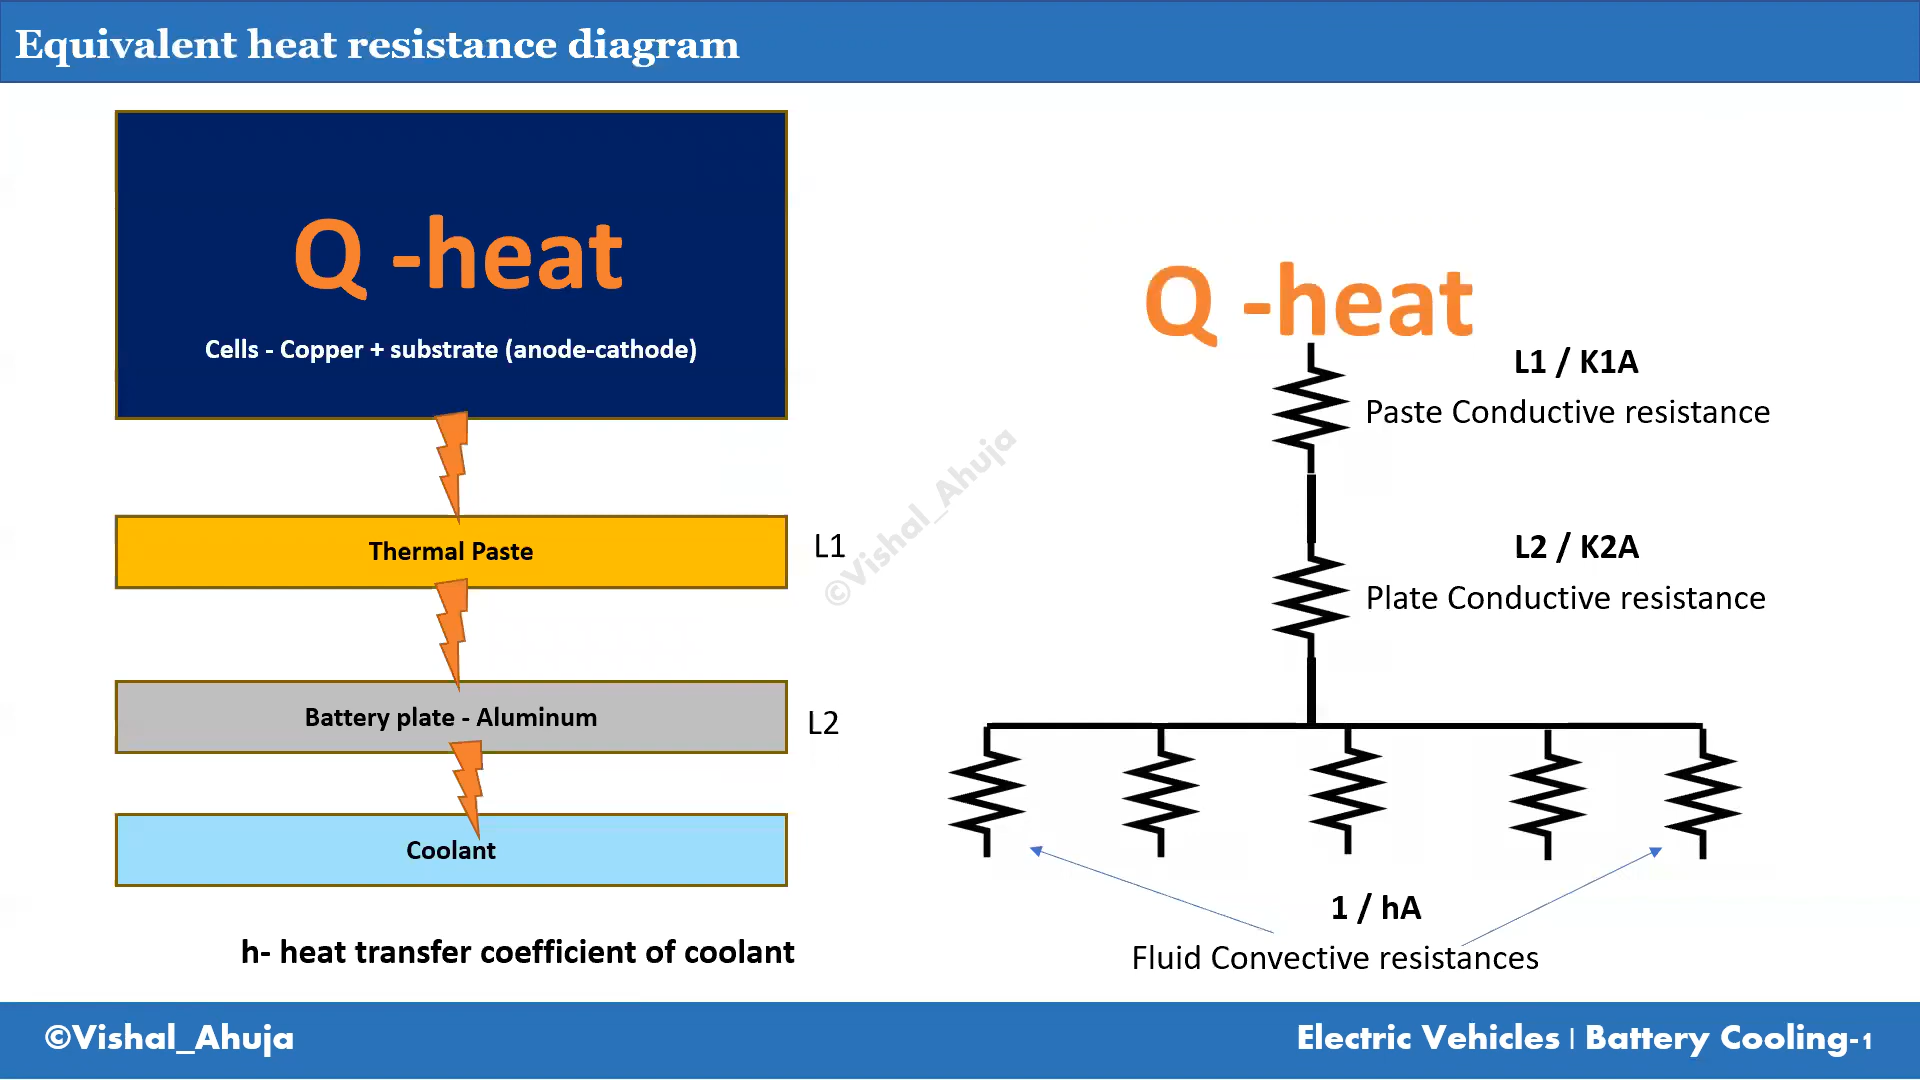 Equivalent heat resistance diagram
Q -heat
Cells - Copper + substrate (anode-cathode)
Thermal Paste
L1
Battery plate - Aluminum
L2
Coolant
h- heat transfer coefficient of coolant
©Vishal_Ahuja
Q -heat
L1 / K1A
Paste Conductive resistance
L2 / K2A
Plate Conductive resistance
1 / hA
Fluid Convective resistances
©Vishal_Ahuja
Electric Vehicles | Battery Cooling-1